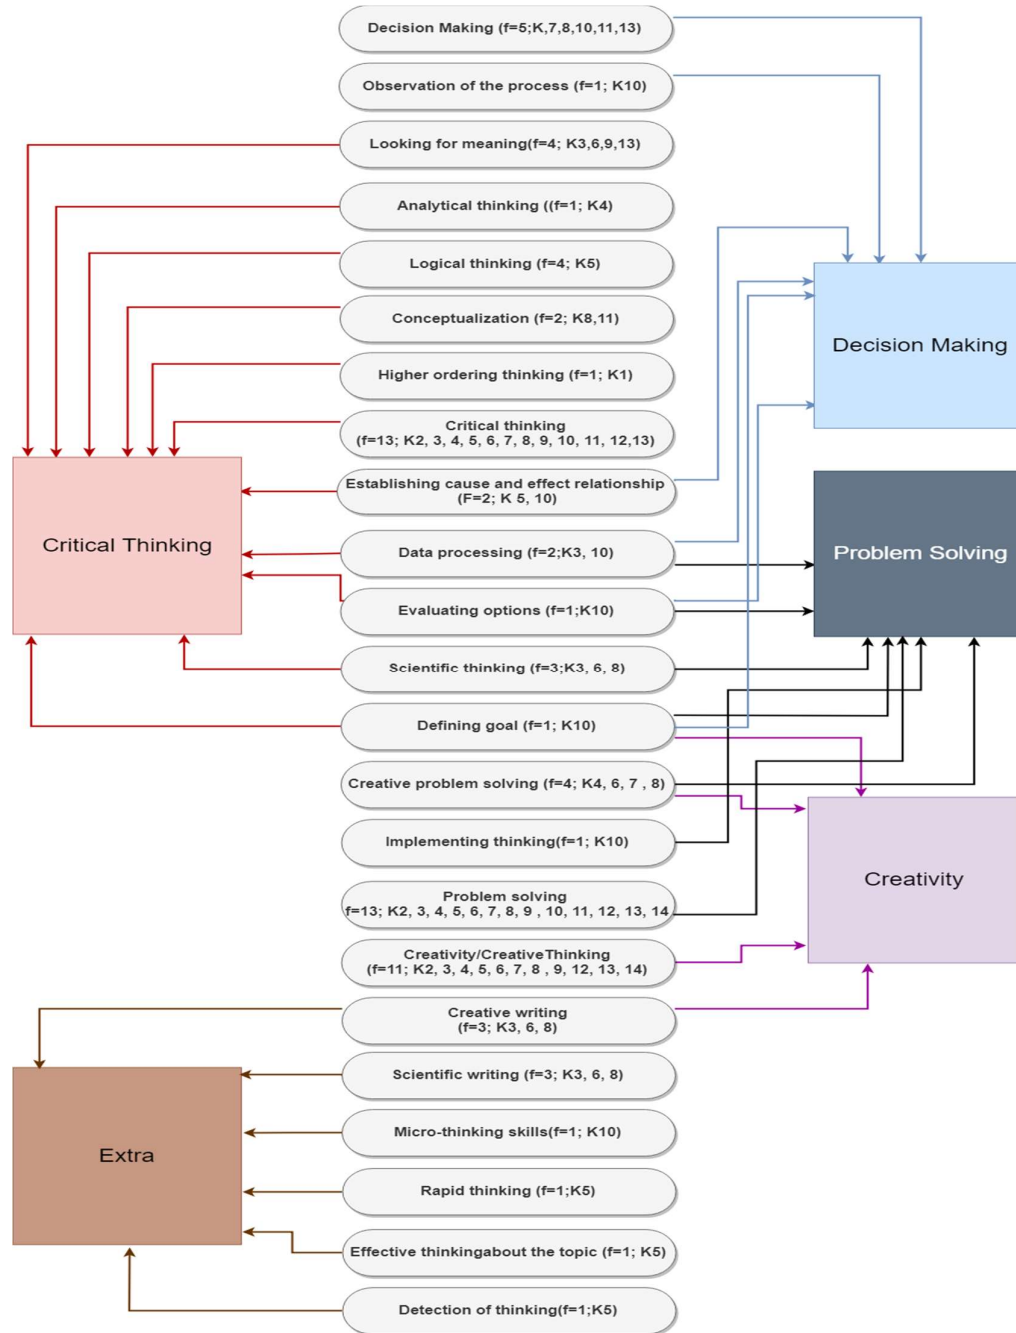 Decision Making (f=5;K,7,8,10,11,13)
Observation of the process (f=1; K10)
Looking for meaning(f=4; K3,6,9,13)
Analytical thinking ((f=1; K4)
Logical thinking (f=4; K5)
Conceptualization (f=2; K8,11)
Higher ordering thinking (f=1; K1)
Critical thinking
(f=13; K2, 3, 4, 5, 6, 7, 8, 9, 10, 11, 12,13)
Establishing cause and effect relationship
(F=2; K 5, 10)
Data processing (f=2;K3, 10)
Evaluating options (f=1;K10)
Scientific thinking (f=3;K3, 6, 8)
Defining goal (f=1; K10)
Creative problem solving (f=4; K4, 6, 7 , 8)
Implementing thinking(f=1; K10)
Problem solving
f=13; K2, 3, 4, 5, 6, 7, 8, 9 , 10, 11, 12, 13, 14
Creativity/CreativeThinking
(f=11; K2, 3, 4, 5, 6, 7, 8 , 9, 12, 13, 14)
Creative writing
(f=3; K3, 6, 8)
Scientific writing (f=3; K3, 6, 8)
Micro-thinking skills(f=1; K10)
Rapid thinking (f=1;K5)
Effective thinkingabout the topic (f=1; K5)
Detection of thinking(f=1;K5)
Critical Thinking
Extra
Decision Making
Problem Solving
Creativity